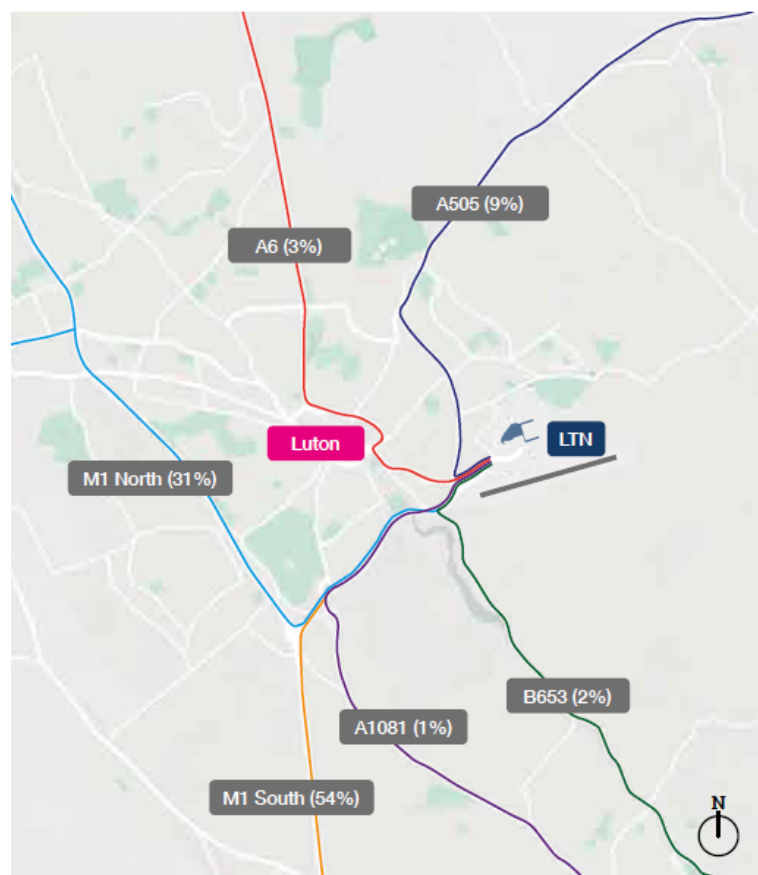 A505 (9%)
A6 (3%)
Luton
LTN
M1 North (31%)
B653 (2%)
A1081 (1%)
M1 South (54%)
N